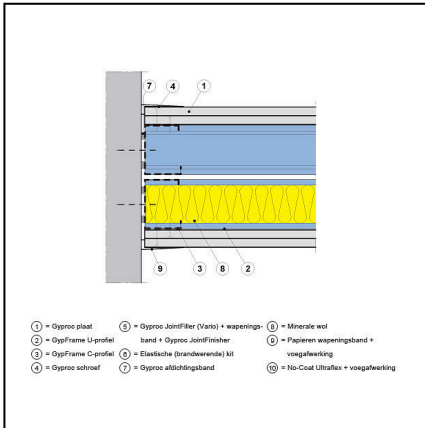 7 4 1
9 3 8 2
1 = Gyproc plaat
2 = GypFrame U-profiel
3 = GypFrame C-profiel
4 = Gyproc schroef
5 = Gyproc JointFiller (Vario) + wapenings-
band + Gyproc JointFinisher
6 = Elastische (brandwerende) kit
7 = Gyproc afdichtingsband
8 = Minerale wol
9 = Papieren wapeningsband +
voegafwerking
10 = No-Coat Ultraflex + voegafwerking